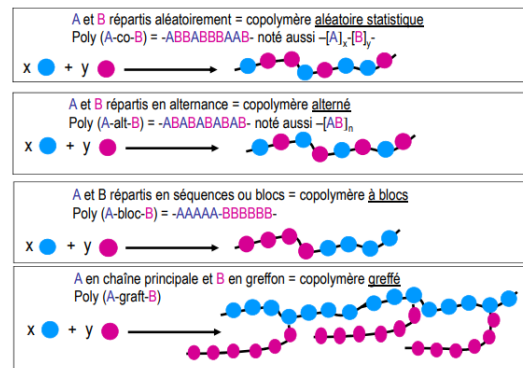 A et B répartis aléatoirement = copolymère aléatoire statistique
Poly (A-co-B) = -ABBABBBAAB- noté aussi –[A]x-[B]y-
x + y
A et B répartis en alternance = copolymère alterné
Poly (A-alt-B) = -ABABABABAB- noté aussi –[AB]n
x + y
A et B répartis en séquences ou blocs = copolymère à blocs
Poly (A-bloc-B) = -AAAAA-BBBBBB-
x + y
A en chaîne principale et B en greffon = copolymère greffé
Poly (A-graft-B)
x + y